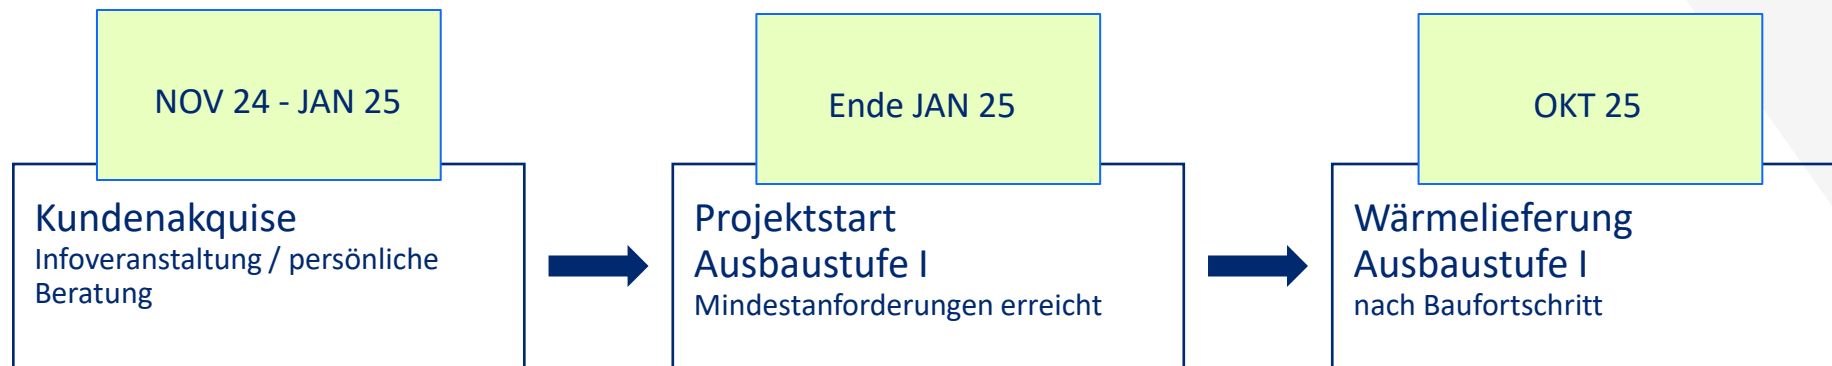 NOV 24 - JAN 25
Kundenakquise
Infoveranstaltung / persönliche
Beratung
Ende JAN 25
Projektstart
Ausbaustufe I
Mindestanforderungen erreicht
OKT 25
Wärmelieferung
Ausbaustufe I
nach Baufortschritt